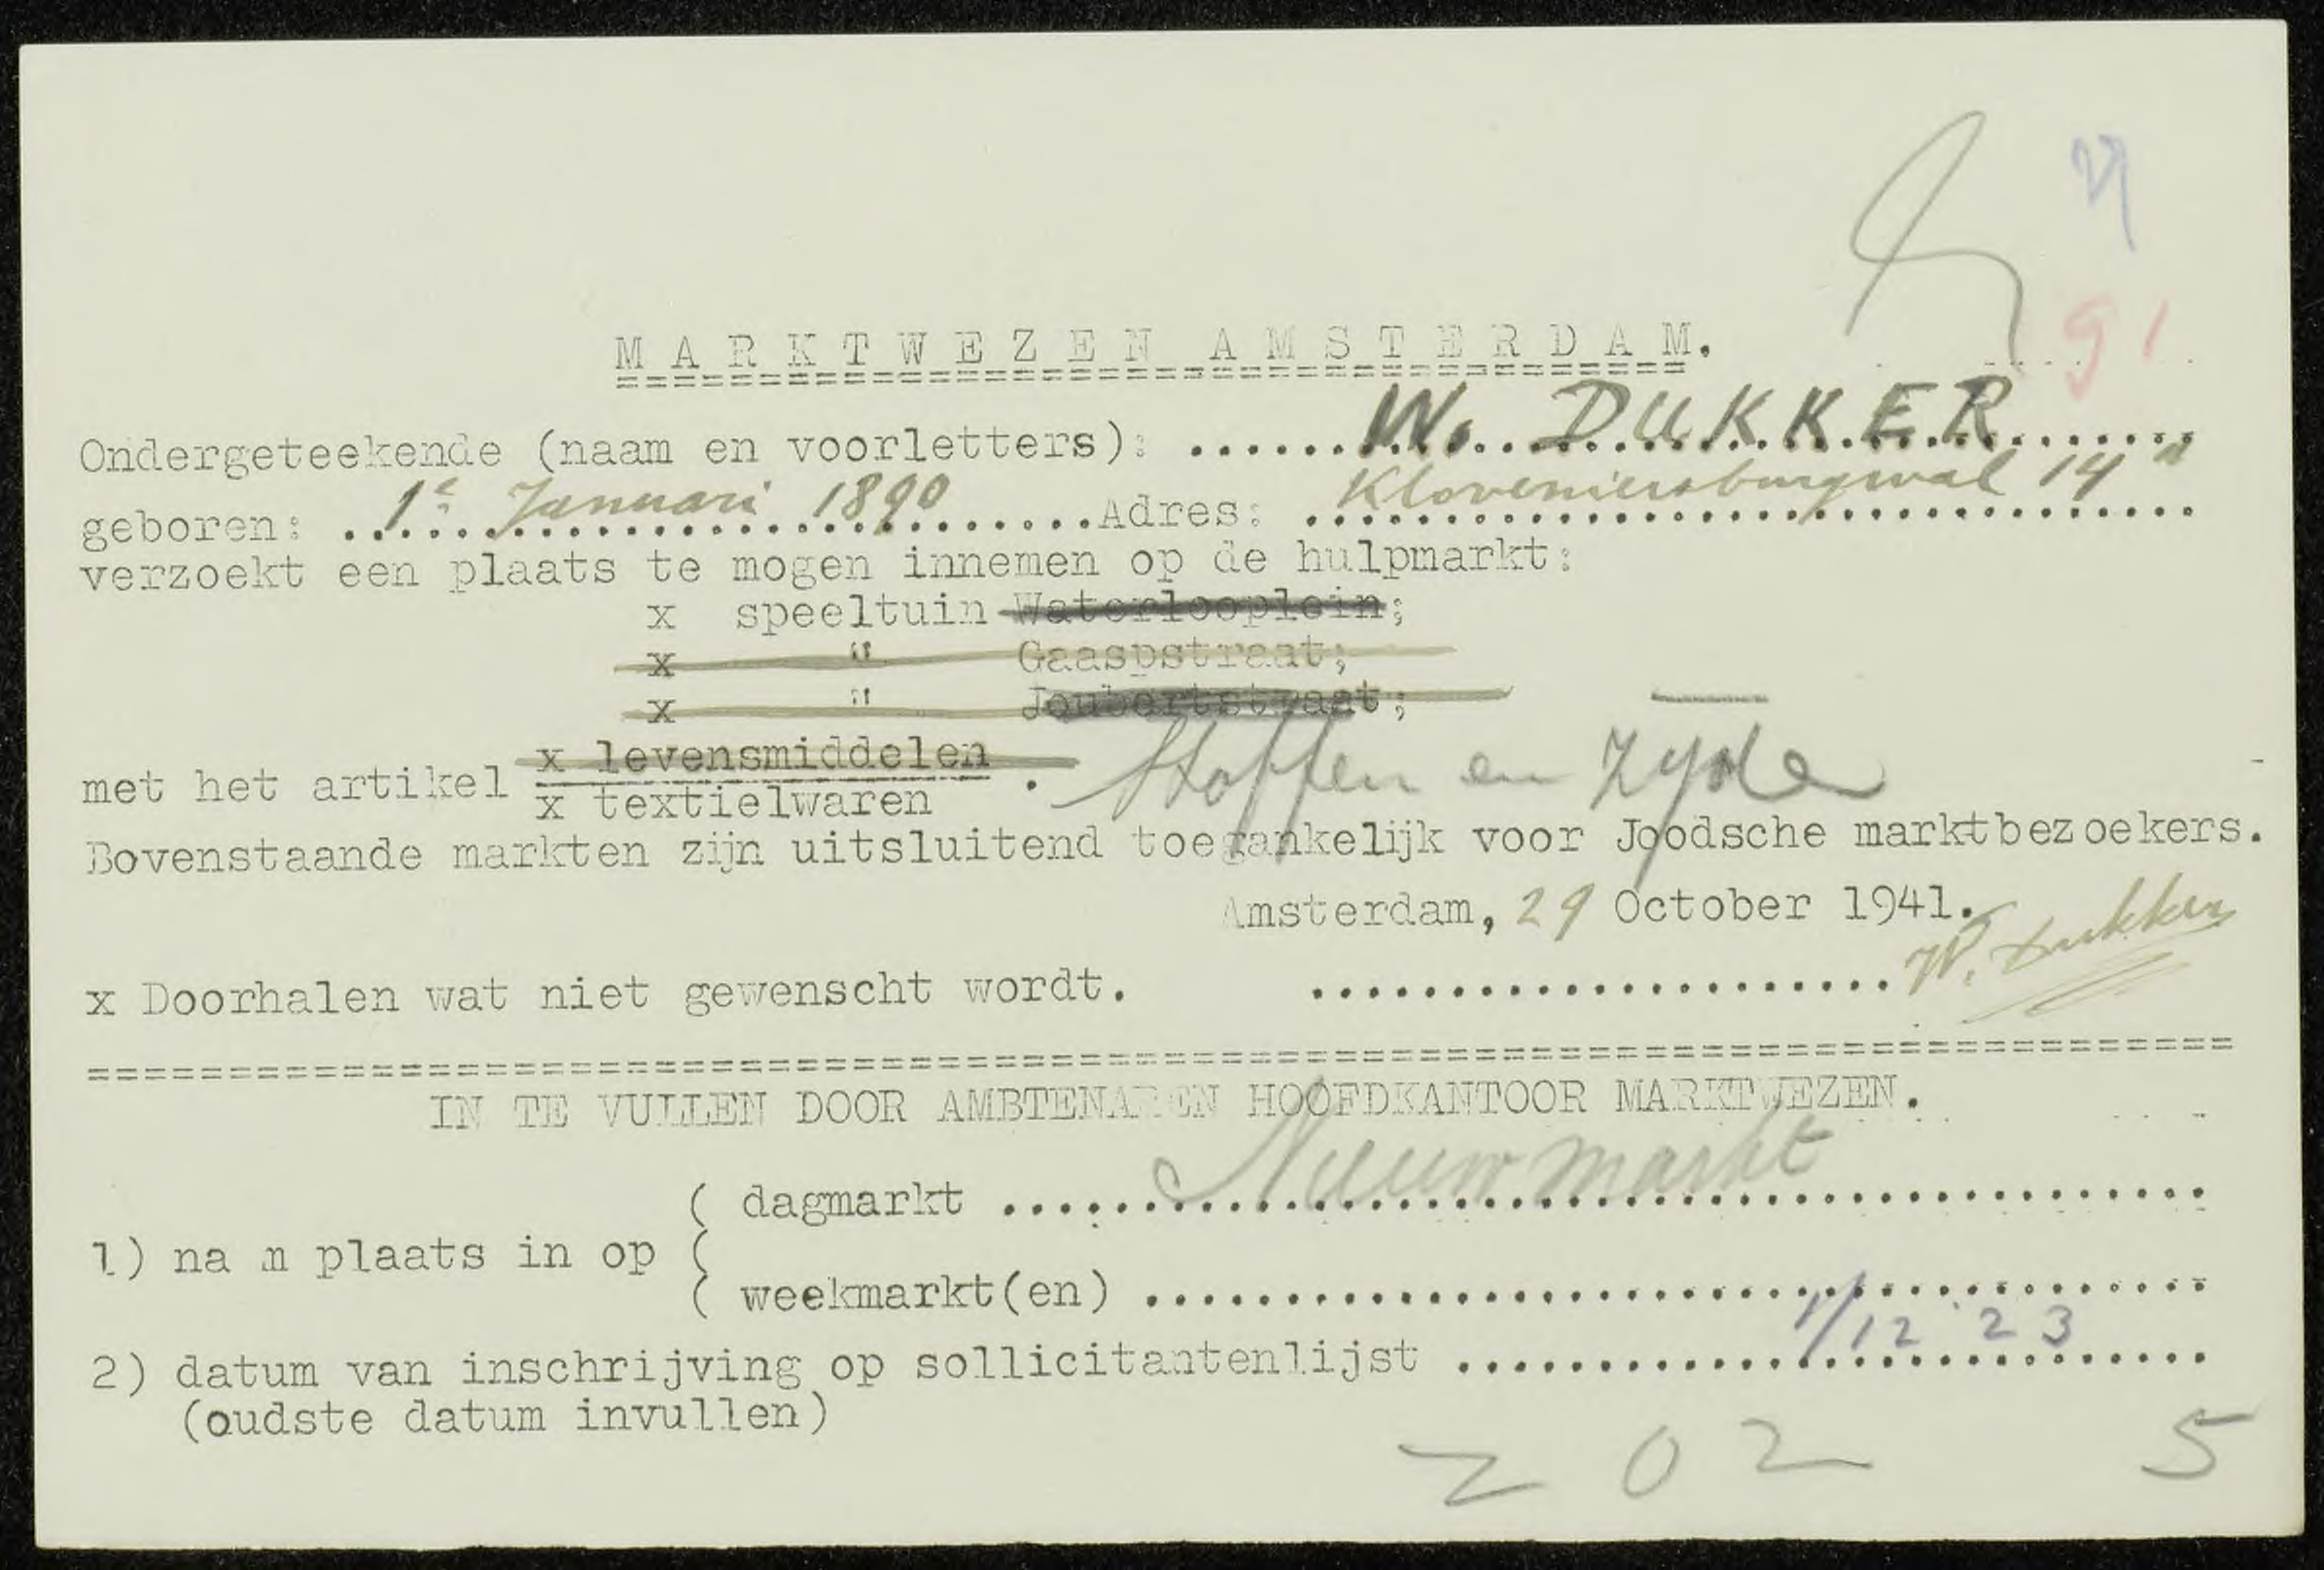 91
MARKTWEZEN AMSTERDAM.
Ondergeteekende (naam en voorletters): W. DUKKER
geboren: 1e Januari 1890 Adres: Kloveniersburgwal 14 II
verzoekt een plaats te mogen innemen op de hulpmarkt:
x speeltuin Waterlooplein;
x " Gaaspstraat;
x " Joubertstraat;
x levensmiddelen
met het artikel . Stoffen en Zyde
x textielwaren
Bovenstaande markten zijn uitsluitend toegankelijk voor Joodsche marktbezoekers.
Amsterdam, 29 October 1941.
x Doorhalen wat niet gewenscht wordt. W. Dukker
IN TE VULLEN DOOR AMBTENAREN HOOFDKANTOOR MARKTWEZEN.
( dagmarkt Nieuwmarkt
1) na m plaats in op (
( weekmarkt(en)
2) datum van inschrijving op sollicitantenlijst 1/12 '23
(oudste datum invullen)
Z 0 2 5